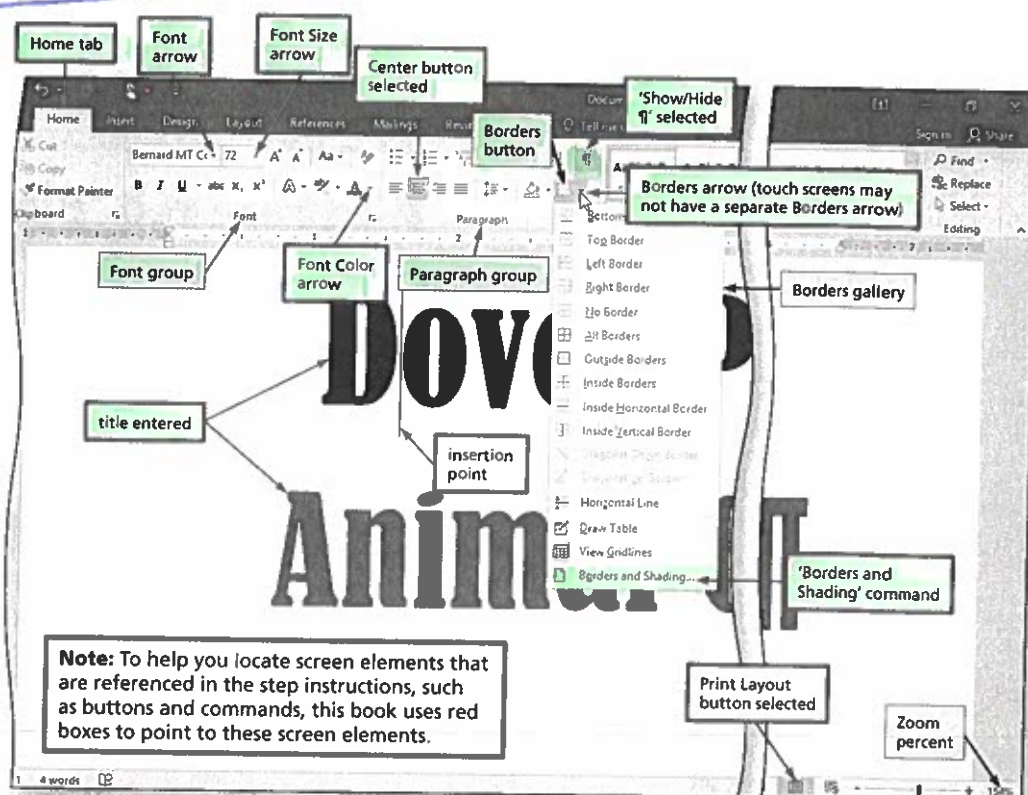 Home tab
Font
arrow
Font Size
arrow
Center button
selected
'Show/Hide
¶' selected
Borders
button
Docum
Home Insert Design Layout References Mailings Tell me
Sign in Share
Cut
Copy
Format Painter
Bernard MT Co 72
Aa
B I U abc X₂ X²
Find
Replace
Select
Editing
Borders arrow (touch screens may
not have a separate Borders arrow)
Font
Paragraph
Font group
Font Color
arrow
Paragraph group
Borders gallery
Bottom
Top Border
Left Border
Right Border
No Border
All Borders
Outside Borders
Inside Borders
Inside Horizontal Border
Inside Vertical Border
Horizontal Line
Draw Table
View Gridlines
Borders and Shading...
title entered
insertion
point
'Borders and
Shading' command
Note: To help you locate screen elements that
are referenced in the step instructions, such
as buttons and commands, this book uses red
boxes to point to these screen elements.
Print Layout
button selected
Zoom
percent
1 4 words